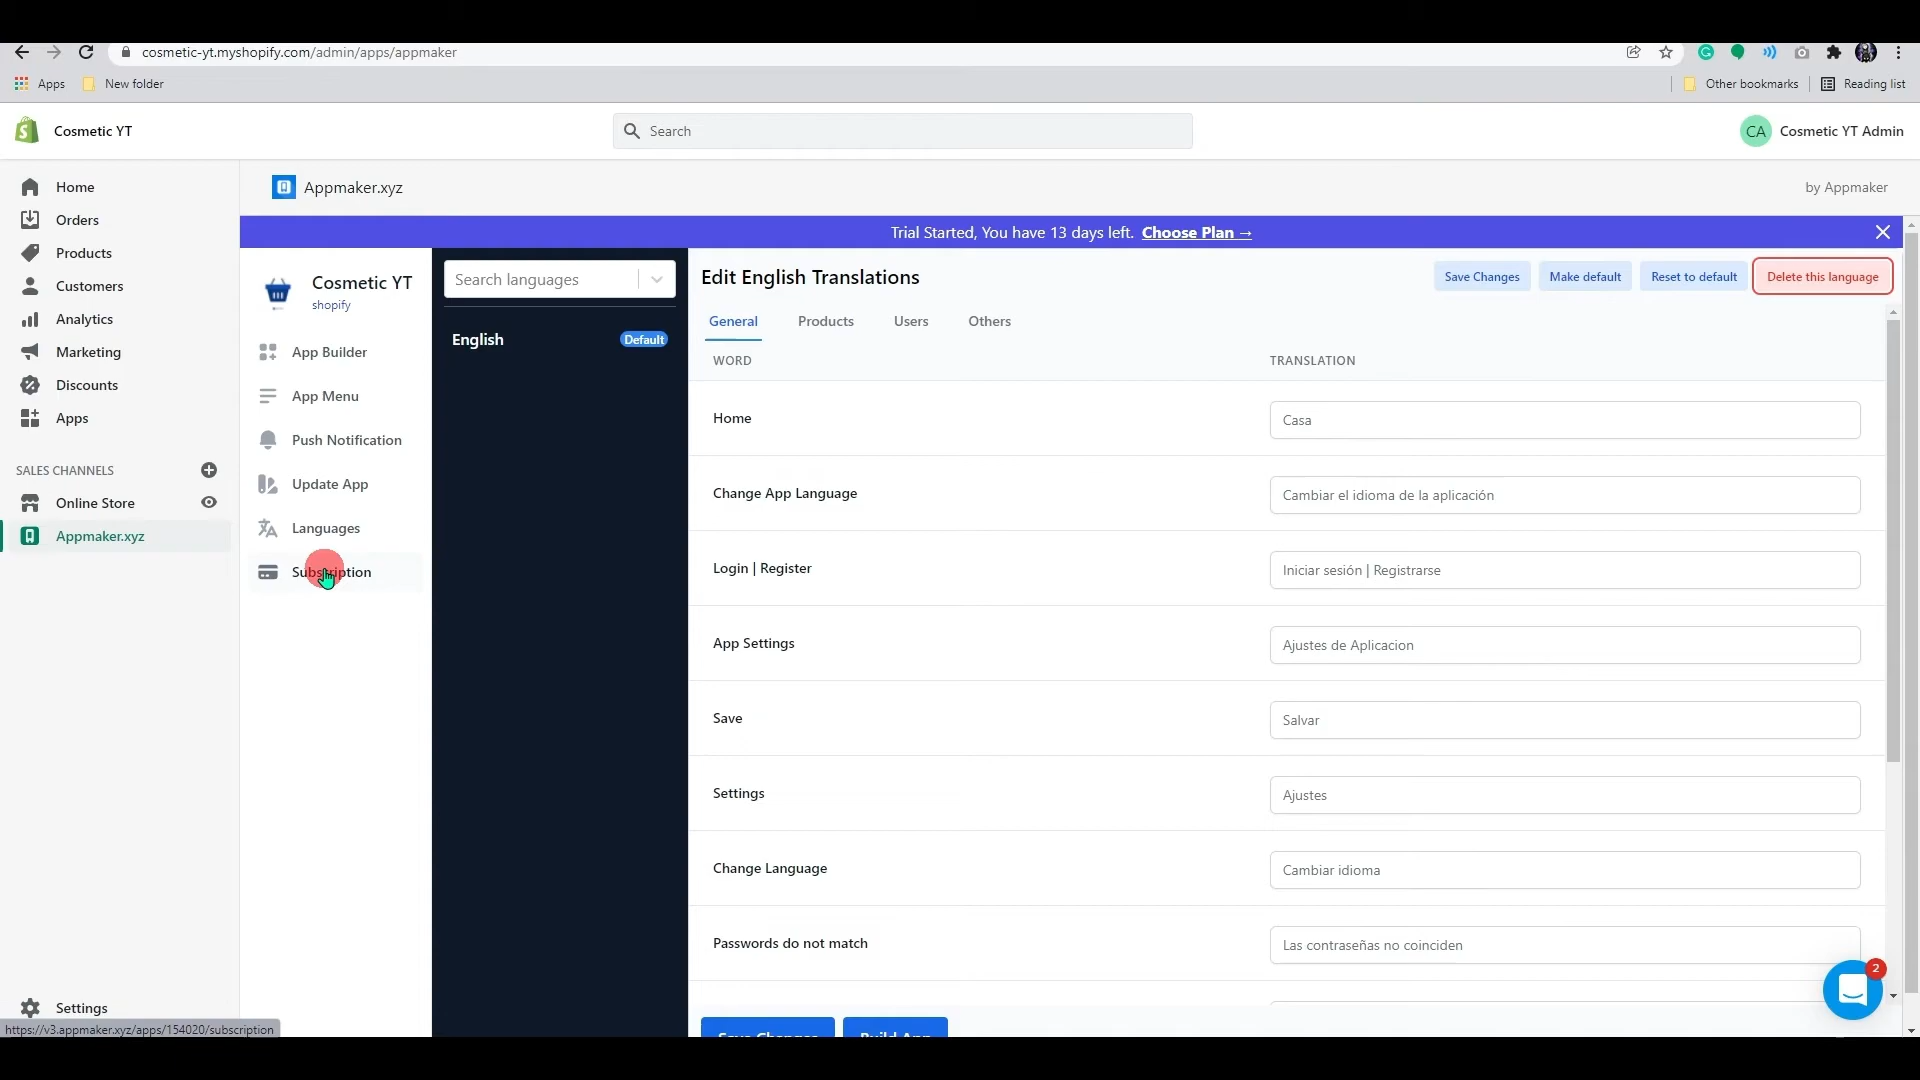 cosmetic-yt.myshopify.com/admin/apps/appmaker
Apps
New folder
Other bookmarks
Reading list
Cosmetic YT
Search
CA
Cosmetic YT Admin
Home
Orders
Products
Customers
Analytics
Marketing
Discounts
Apps
SALES CHANNELS
Online Store
Appmaker.xyz
Settings
https://v3.appmaker.xyz/apps/154020/subscription
Appmaker.xyz
by Appmaker
Trial Started, You have 13 days left. Choose Plan →
Cosmetic YT
shopify
App Builder
App Menu
Push Notification
Update App
Languages
Subscription
Search languages
English
Default
Edit English Translations
Save Changes
Make default
Reset to default
Delete this language
General
Products
Users
Others
WORD
TRANSLATION
Home
Casa
Change App Language
Cambiar el idioma de la aplicación
Login | Register
Iniciar sesión | Registrarse
App Settings
Ajustes de Aplicacion
Save
Salvar
Settings
Ajustes
Change Language
Cambiar idioma
Passwords do not match
Las contraseñas no coinciden
Save Changes
Build App
2